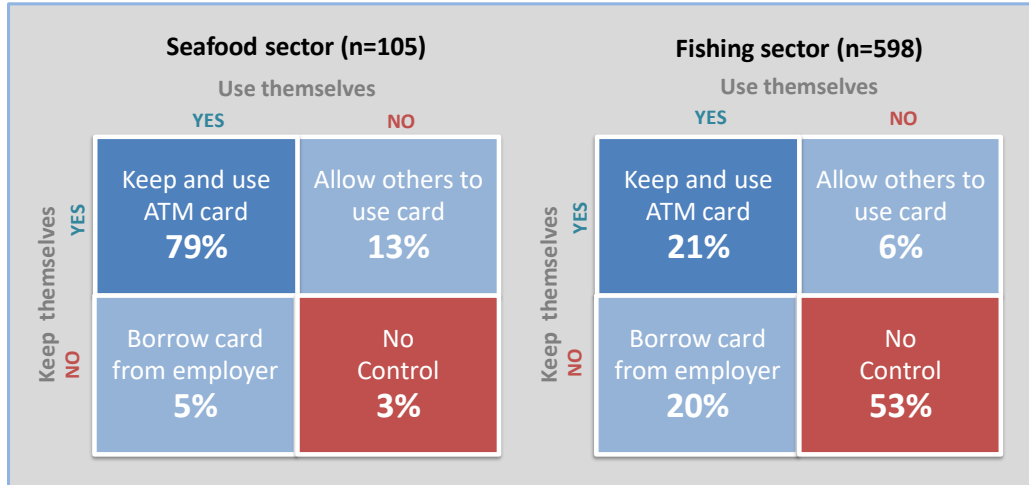 Seafood sector (n=105)
Use themselves
YES
NO
Keep themselves
YES
NO
Keep and use
ATM card
79%
Allow others to
use card
13%
Borrow card
from employer
5%
No
Control
3%
Fishing sector (n=598)
Use themselves
YES
NO
Keep themselves
YES
NO
Keep and use
ATM card
21%
Allow others to
use card
6%
Borrow card
from employer
20%
No
Control
53%